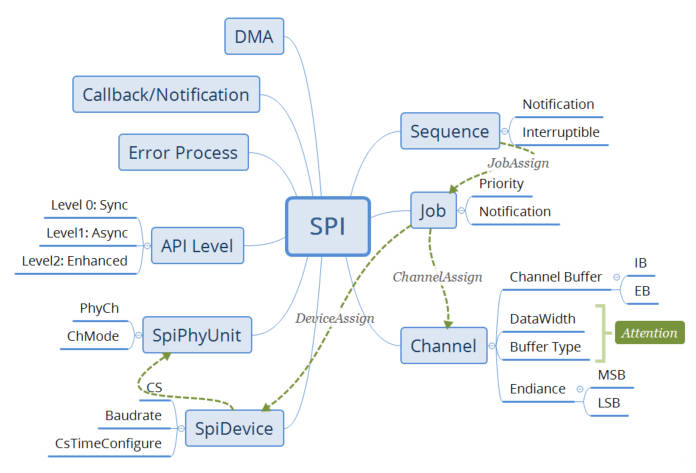 DMA
Callback/Notification
Error Process
API Level
Level 0: Sync
Level1: Async
Level2: Enhanced
SpiPhyUnit
PhyCh
ChMode
SpiDevice
CS
Baudrate
CsTimeConfigure
SPI
Sequence
Notification
Interruptible
JobAssign
Job
Priority
Notification
ChannelAssign
DeviceAssign
Channel
Channel Buffer
IB
EB
DataWidth
Buffer Type
Attention
Endiance
MSB
LSB